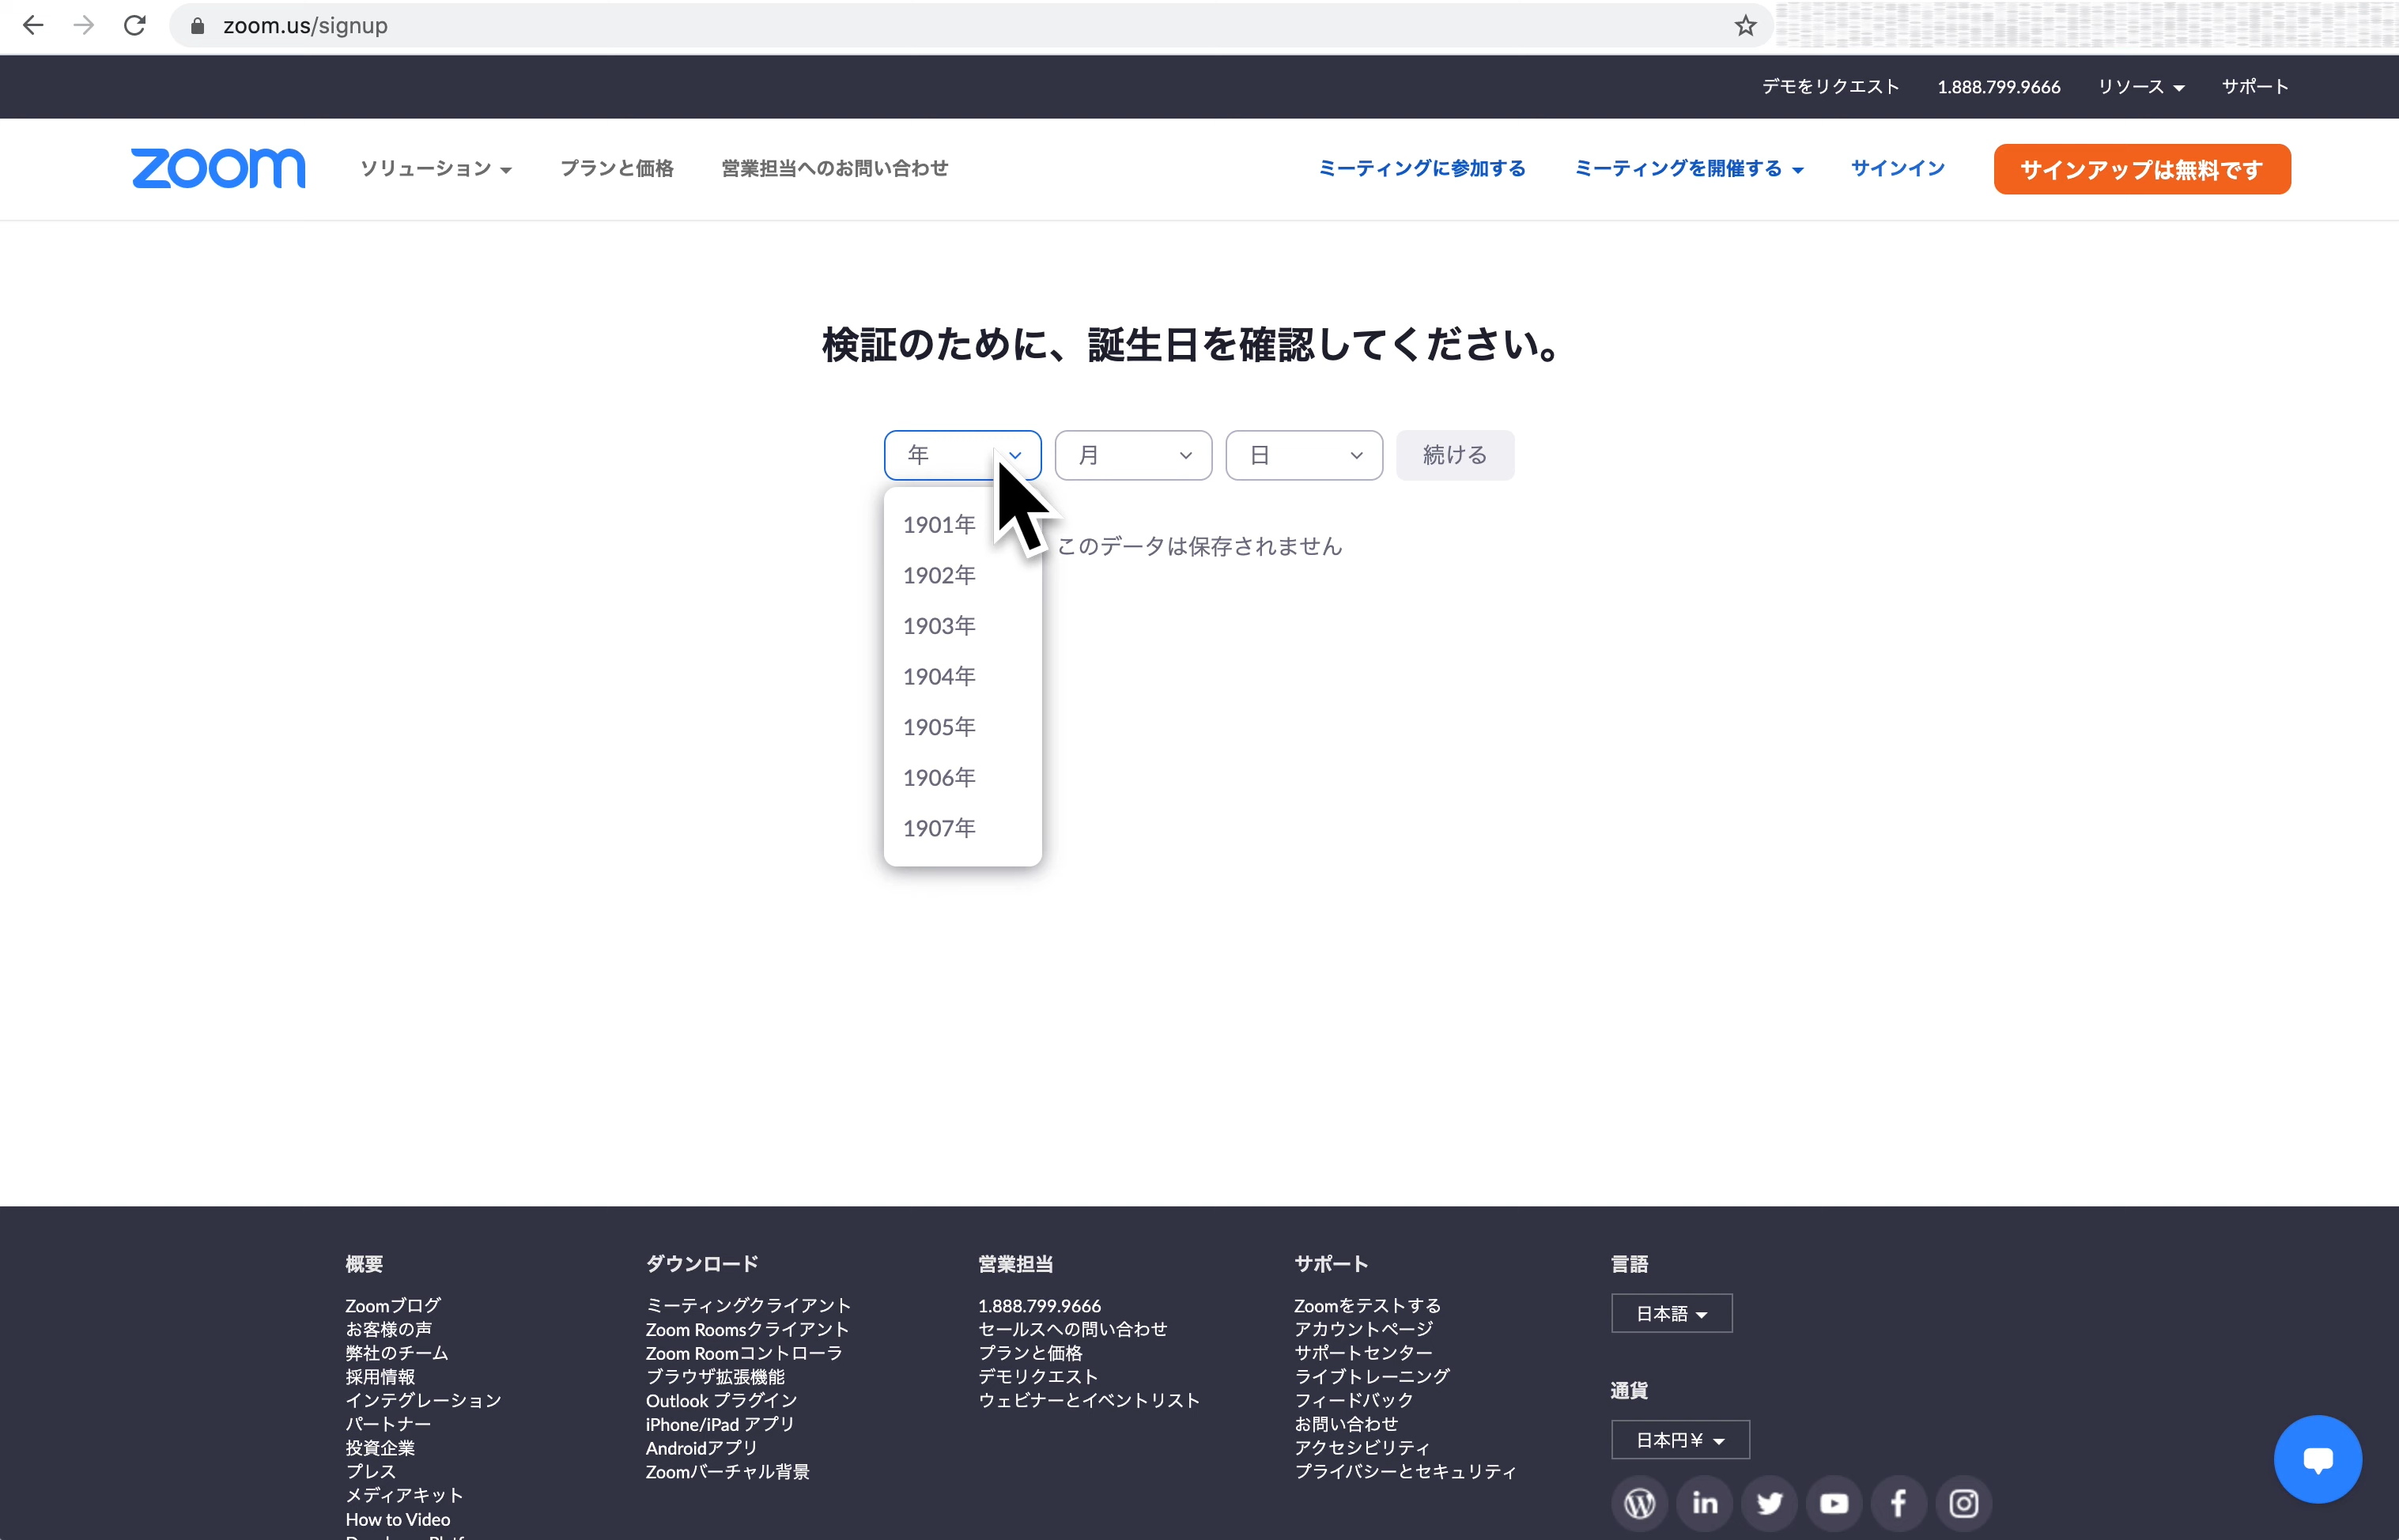 zoom.us/signup
デモをリクエスト 1.888.799.9666 リソース サポート
zoom ソリューション プランと価格 営業担当へのお問い合わせ ミーティングに参加する ミーティングを開催する サインイン サインアップは無料です
検証のために、誕生日を確認してください。
年 月 日 続ける
1901年
このデータは保存されません
1902年
1903年
1904年
1905年
1906年
1907年
概要
Zoomブログ
お客様の声
弊社のチーム
採用情報
インテグレーション
パートナー
投資企業
プレス
メディアキット
How to Video
ダウンロード
ミーティングクライアント
Zoom Roomsクライアント
Zoom Roomコントローラ
ブラウザ拡張機能
Outlook プラグイン
iPhone/iPad アプリ
Androidアプリ
Zoomバーチャル背景
営業担当
1.888.799.9666
セールスへの問い合わせ
プランと価格
デモリクエスト
ウェビナーとイベントリスト
サポート
Zoomをテストする
アカウントページ
サポートセンター
ライブトレーニング
フィードバック
お問い合わせ
アクセシビリティ
プライバシーとセキュリティ
言語
日本語
通貨
日本円¥